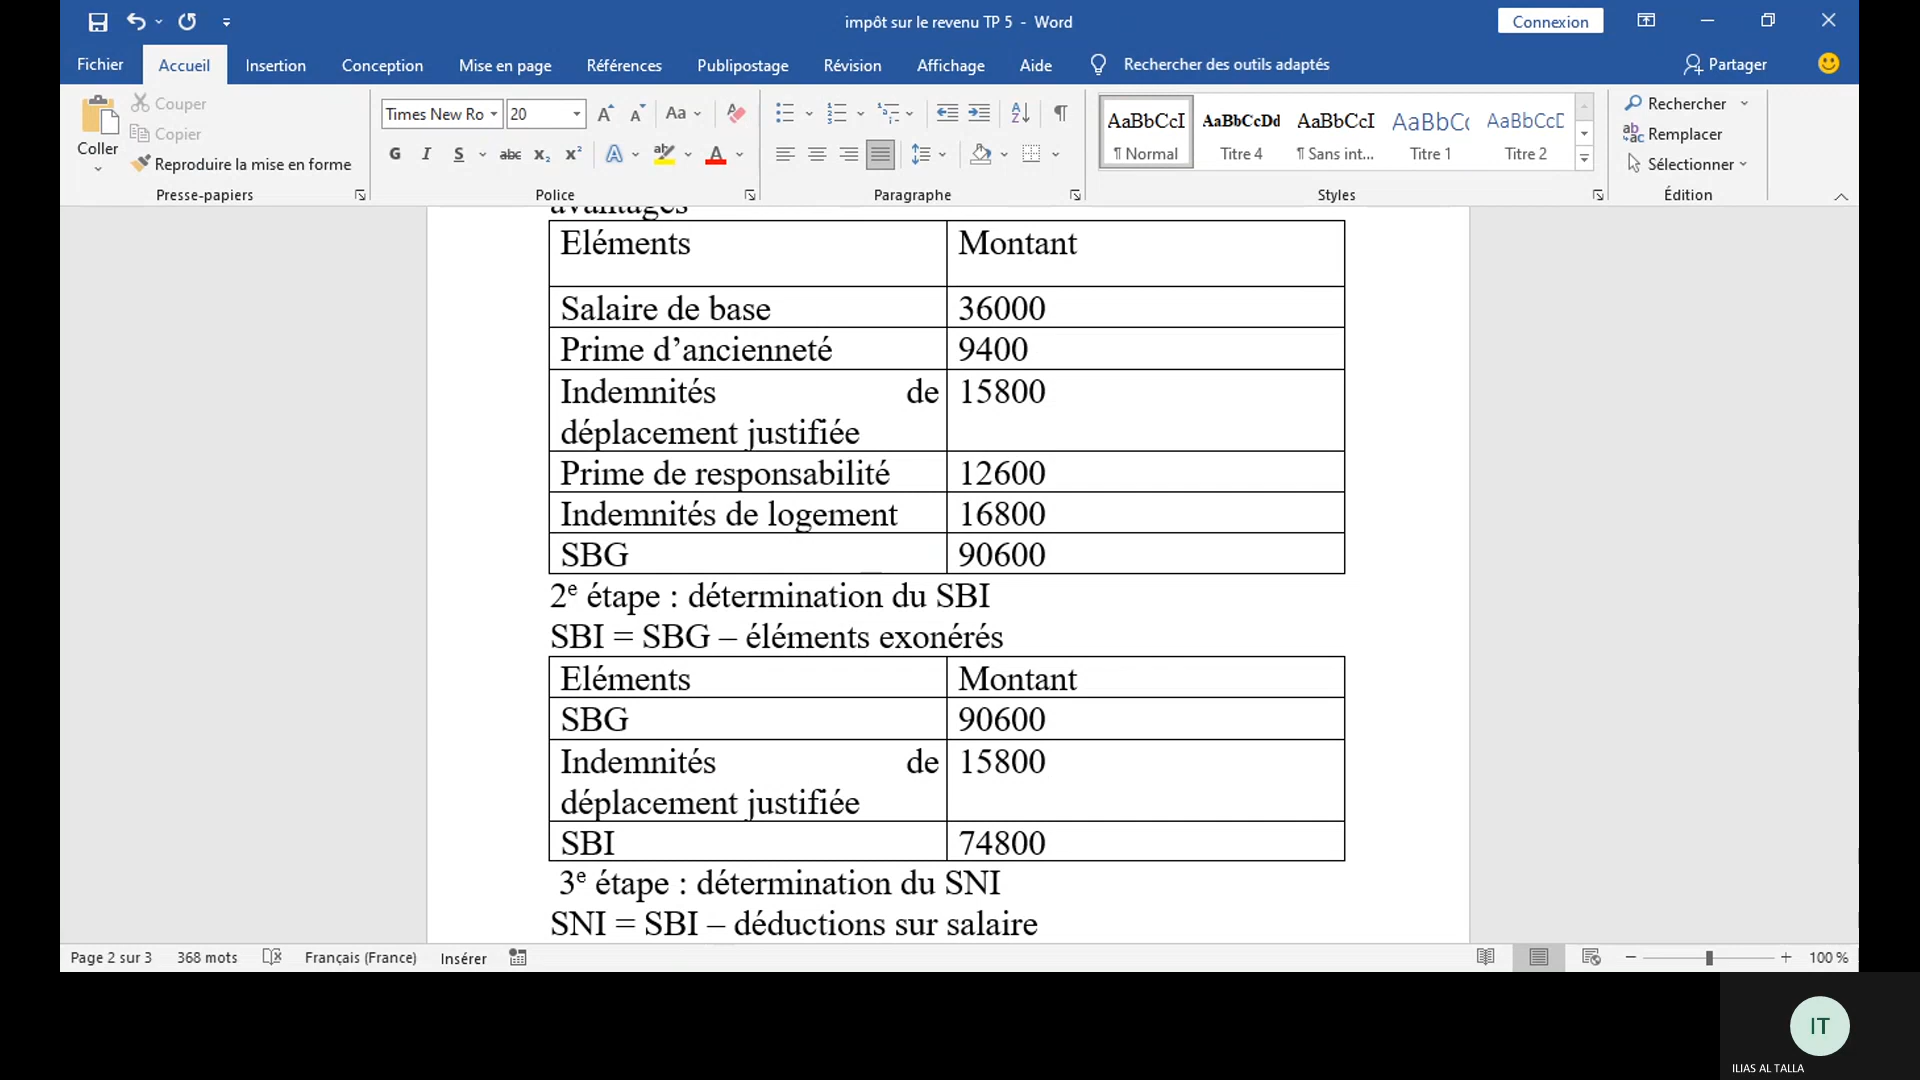 impôt sur le revenu TP 5 - Word
Connexion
Fichier
Accueil
Insertion
Conception
Mise en page
Références
Publipostage
Révision
Affichage
Aide
Rechercher des outils adaptés
Partager
Coller
Couper
Copier
Reproduire la mise en forme
Presse-papiers
Times New Ro
20
Aa
G I S abc x₂ x²
A
Police
Paragraphe
AaBbCcI
¶ Normal
AaBbCcDd
Titre 4
AaBbCcI
¶ Sans int...
AaBbC
Titre 1
AaBbCc
Titre 2
Styles
Rechercher
Remplacer
Sélectionner
Édition
avantages
Eléments Montant
Salaire de base 36000
Prime d’ancienneté 9400
Indemnités de 15800
déplacement justifiée
Prime de responsabilité 12600
Indemnités de logement 16800
SBG 90600
2e étape : détermination du SBI
SBI = SBG – éléments exonérés
Eléments Montant
SBG 90600
Indemnités de 15800
déplacement justifiée
SBI 74800
3e étape : détermination du SNI
SNI = SBI – déductions sur salaire
Page 2 sur 3 368 mots Français (France) Insérer 100 %
IT
ILIAS AL TALLA